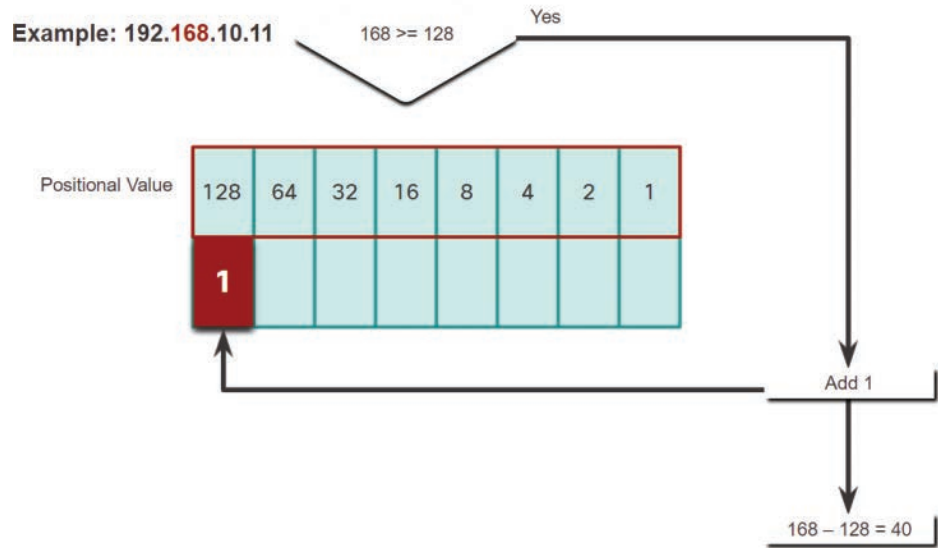 Yes
Example: 192.168.10.11 168 >= 128
Positional Value 128 64 32 16 8 4 2 1
1
Add 1
168 – 128 = 40